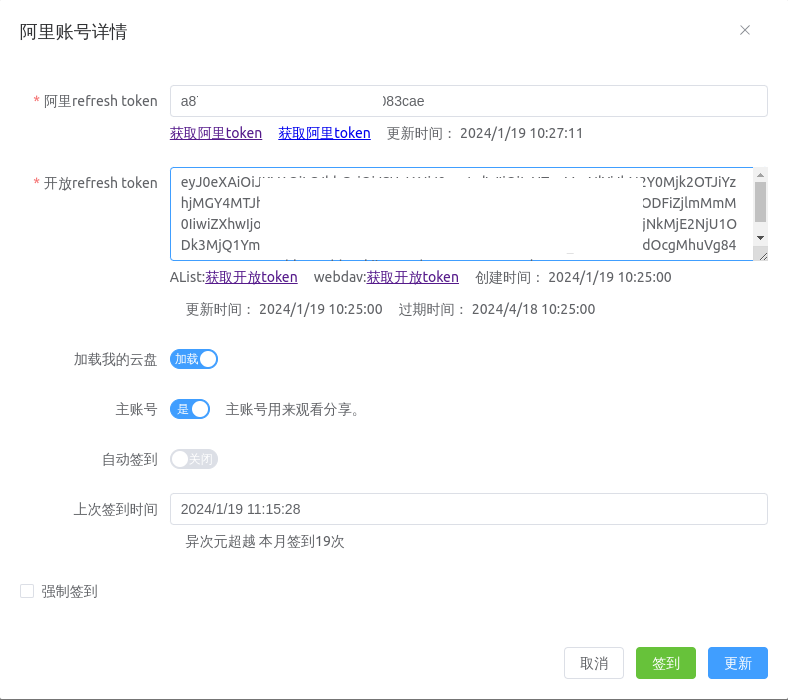 阿里账号详情
* 阿里refresh token a8 083cae
获取阿里token 获取阿里token 更新时间： 2024/1/19 10:27:11
* 开放refresh token eyJ0eXAiOiJ 2Y0Mjk2OTJiYz
hjMGY4MTJh ODFiZjlmMmM
0IiwiZXhwIjo jNkMjE2NjU1O
Dk3MjQ1Ym dOcgMhuVg84
AList:获取开放token webdav:获取开放token 创建时间： 2024/1/19 10:25:00
更新时间： 2024/1/19 10:25:00 过期时间： 2024/4/18 10:25:00
加载我的云盘 加载
主账号 是 主账号用来观看分享。
自动签到 关闭
上次签到时间 2024/1/19 11:15:28
异次元超越 本月签到19次
强制签到
取消 签到 更新